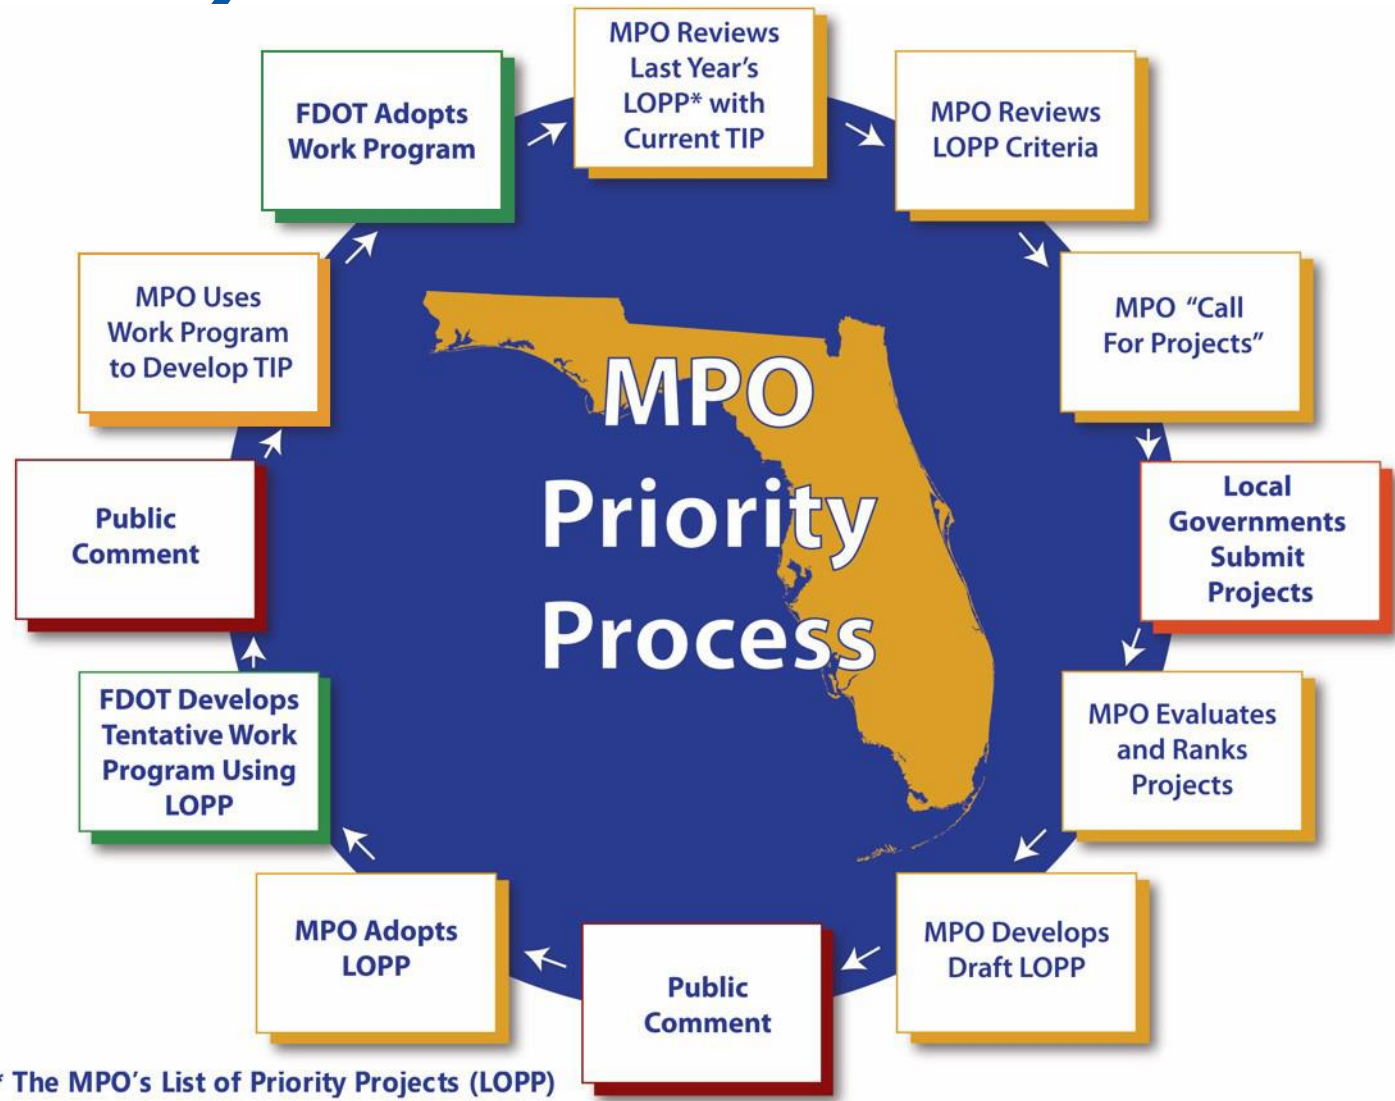 MPO Reviews
Last Year's
LOPP* with
Current TIP
MPO Reviews
LOPP Criteria
MPO “Call
For Projects”
Local
Governments
Submit
Projects
MPO Evaluates
and Ranks
Projects
MPO Develops
Draft LOPP
Public
Comment
MPO Adopts
LOPP
FDOT Develops
Tentative Work
Program Using
LOPP
Public
Comment
MPO Uses
Work Program
to Develop TIP
FDOT Adopts
Work Program
MPO
Priority
Process
* The MPO's List of Priority Projects (LOPP)